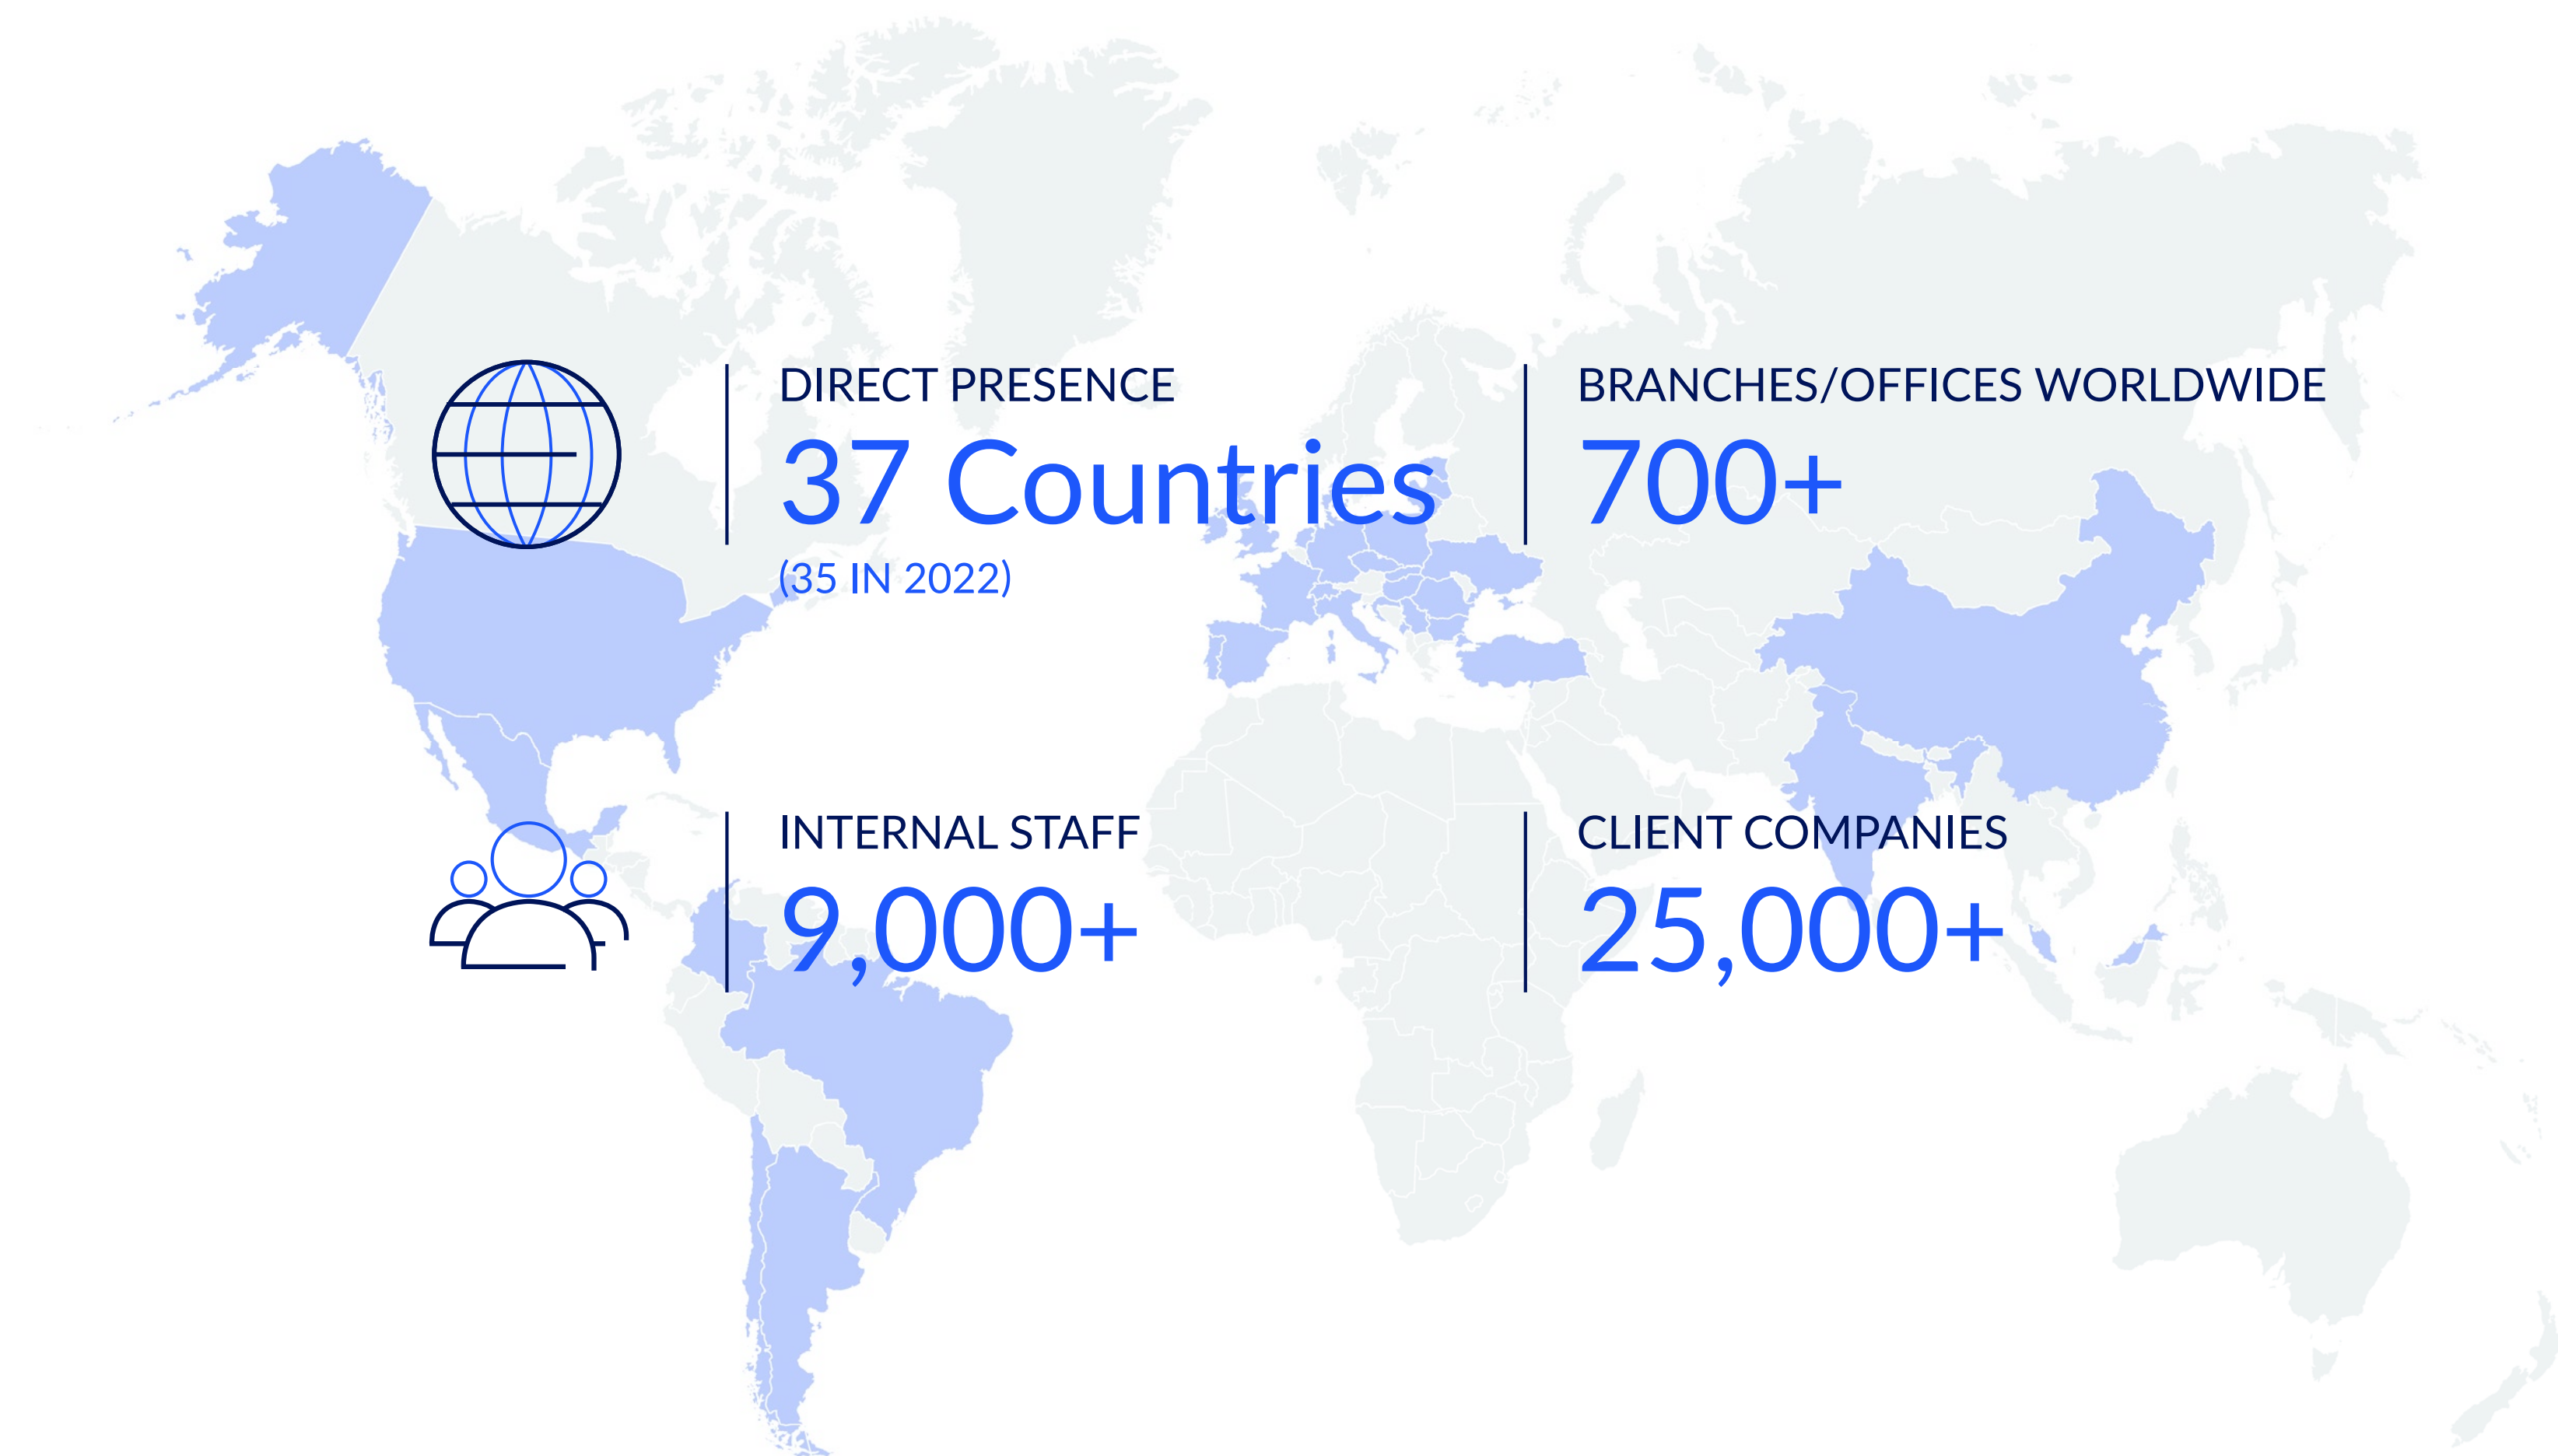 DIRECT PRESENCE
37 Countries
(35 IN 2022)
BRANCHES/OFFICES WORLDWIDE
700+
INTERNAL STAFF
9,000+
CLIENT COMPANIES
25,000+